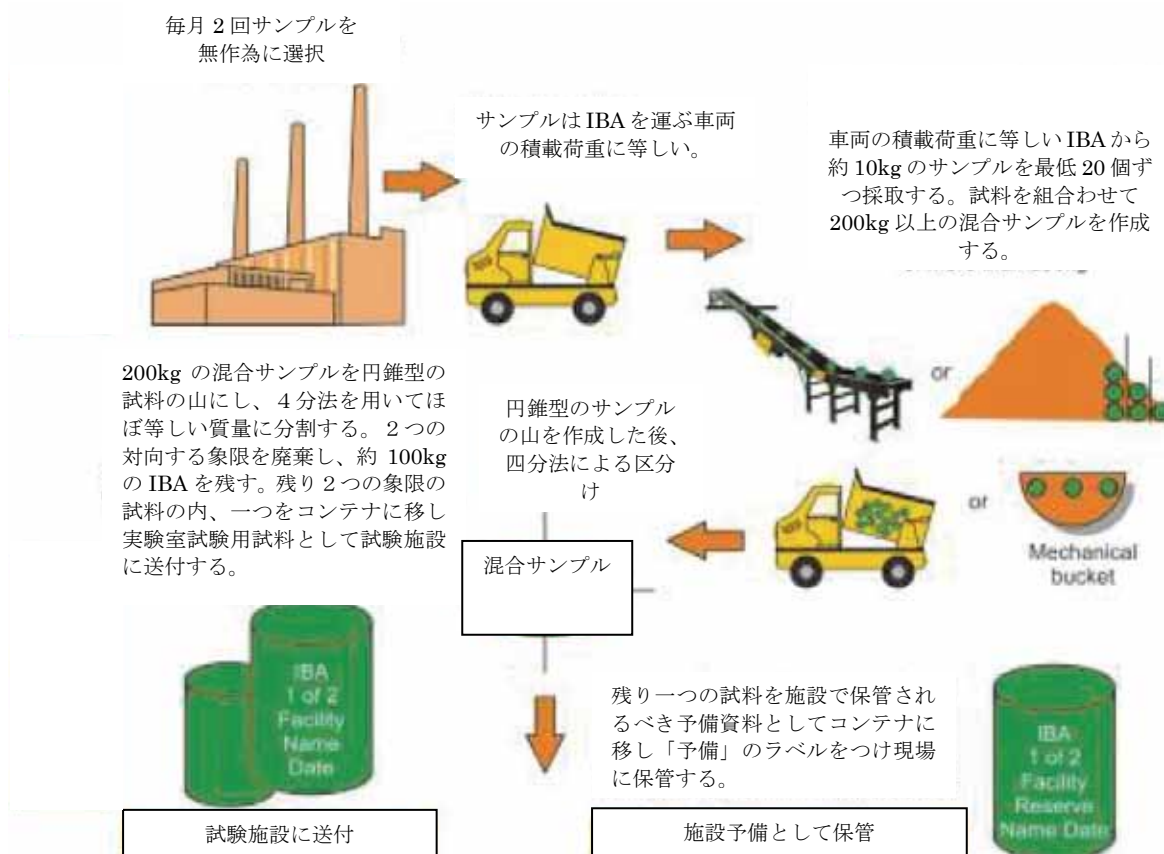 毎月2回サンプルを
無作為に選択
サンプルはIBAを運ぶ車両
の積載荷重に等しい。
車両の積載荷重に等しいIBAから
約10kgのサンプルを最低20個ず
つ採取する。試料を組合わせて
200kg以上の混合サンプルを作成
する。
or
200kgの混合サンプルを円錐型の
試料の山にし、４分法を用いてほ
ぼ等しい質量に分割する。２つの
対向する象限を廃棄し、約100kg
のIBAを残す。残り２つの象限の
試料の内、一つをコンテナに移し
実験室試験用試料として試験施設
に送付する。
円錐型のサンプル
の山を作成した後、
四分法による区分
け
or
Mechanical
bucket
混合サンプル
IBA
1 of 2
Facility
Name
Date
残り一つの試料を施設で保管され
るべき予備資料としてコンテナに
移し「予備」のラベルをつけ現場
に保管する。
IBA
1 of 2
Facility
Reserve
Name Date
試験施設に送付
施設予備として保管